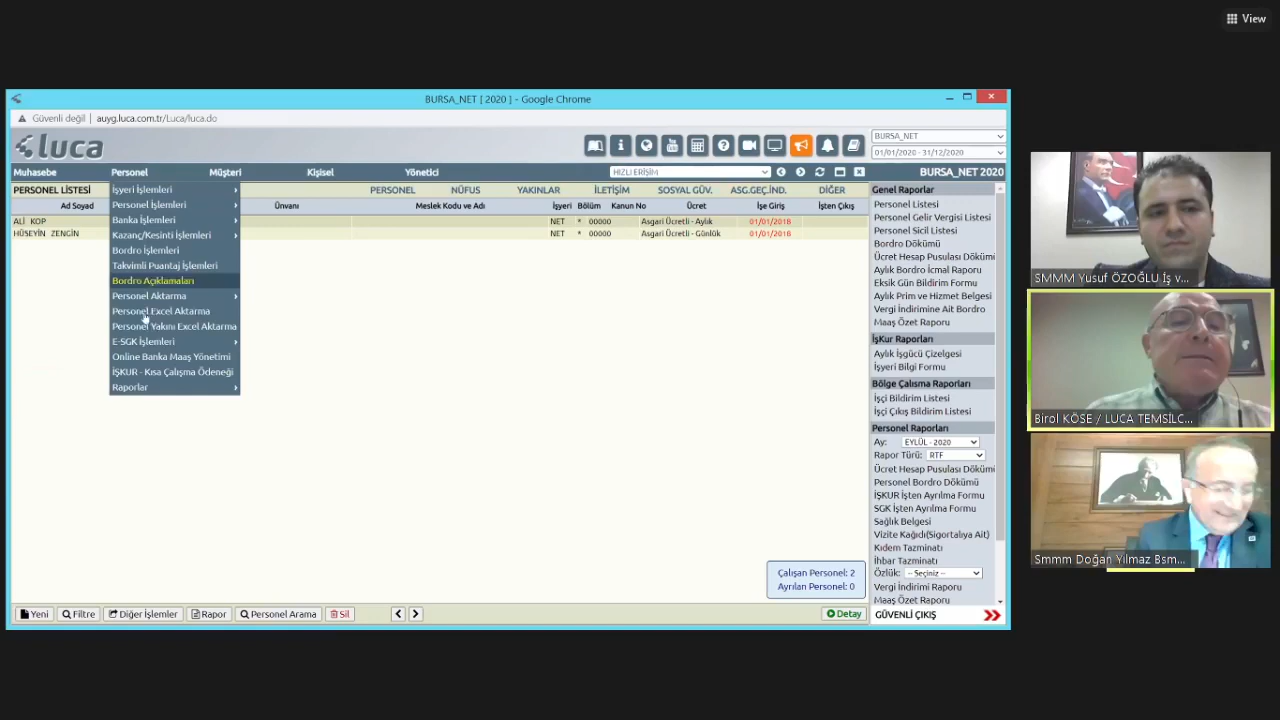 View
BURSA_NET [ 2020 ] - Google Chrome
Güvenli değil | auyg.luca.com.tr/Luca/luca.do
luca
BURSA_NET
01/01/2020 - 31/12/2020
Muhasebe Personel Müşteri Kişisel Yönetici HIZLI ERİŞİM BURSA_NET 2020
PERSONEL LİSTESİ PERSONEL NÜFUS YAKINLAR İLETİŞİM SOSYAL GÜV. ASG.GEÇ.İND. DİĞER
Ad Soyad Ünvanı Meslek Kodu ve Adı İşyeri Bölüm Kanun No Ücret İşe Giriş İşten Çıkış
ALİ KOP NET * 00000 Asgari Ücretli - Aylık 01/01/2018
HÜSEYİN ZENGİN NET * 00000 Asgari Ücretli - Günlük 01/01/2018
İşyeri İşlemleri
Personel İşlemleri
Banka İşlemleri
Kazanç/Kesinti İşlemleri
Bordro İşlemleri
Takvimli Puantaj İşlemleri
Bordro Açıklamaları
Personel Aktarma
Personel Excel Aktarma
Personel Yakını Excel Aktarma
E-SGK İşlemleri
Online Banka Maaş Yönetimi
İŞKUR - Kısa Çalışma Ödeneği
Raporlar
Genel Raporlar
Personel Listesi
Personel Gelir Vergisi Listesi
Personel Sicil Listesi
Bordro Dökümü
Ücret Hesap Pusulası Dökümü
Aylık Bordro İcmal Raporu
Eksik Gün Bildirim Formu
Aylık Prim ve Hizmet Belgesi
Vergi İndirimine Ait Bordro
Maaş Özet Raporu
İşKur Raporları
Aylık İşgücü Çizelgesi
İşyeri Bilgi Formu
Bölge Çalışma Raporları
İşçi Bildirim Listesi
İşçi Çıkış Bildirim Listesi
Personel Raporları
Ay: EYLÜL - 2020
Rapor Türü: RTF
Ücret Hesap Pusulası Dökümü
Personel Bordro Dökümü
İŞKUR İşten Ayrılma Formu
SGK İşten Ayrılma Formu
Sağlık Belgesi
Vizite Kağıdı(Sigortalıya Ait)
Kıdem Tazminatı
İhbar Tazminatı
Özlük: -- Seçiniz --
Vergi İndirimi Raporu
Maaş Özet Raporu
GÜVENLİ ÇIKIŞ
Çalışan Personel: 2
Ayrılan Personel: 0
Yeni Filtre Diğer İşlemler Rapor Personel Arama Sil Detay
SMMM Yusuf ÖZOĞLU İş v...
Birol KÖSE / LUCA TEMSİLC...
Smmm Doğan Yılmaz Bsm...